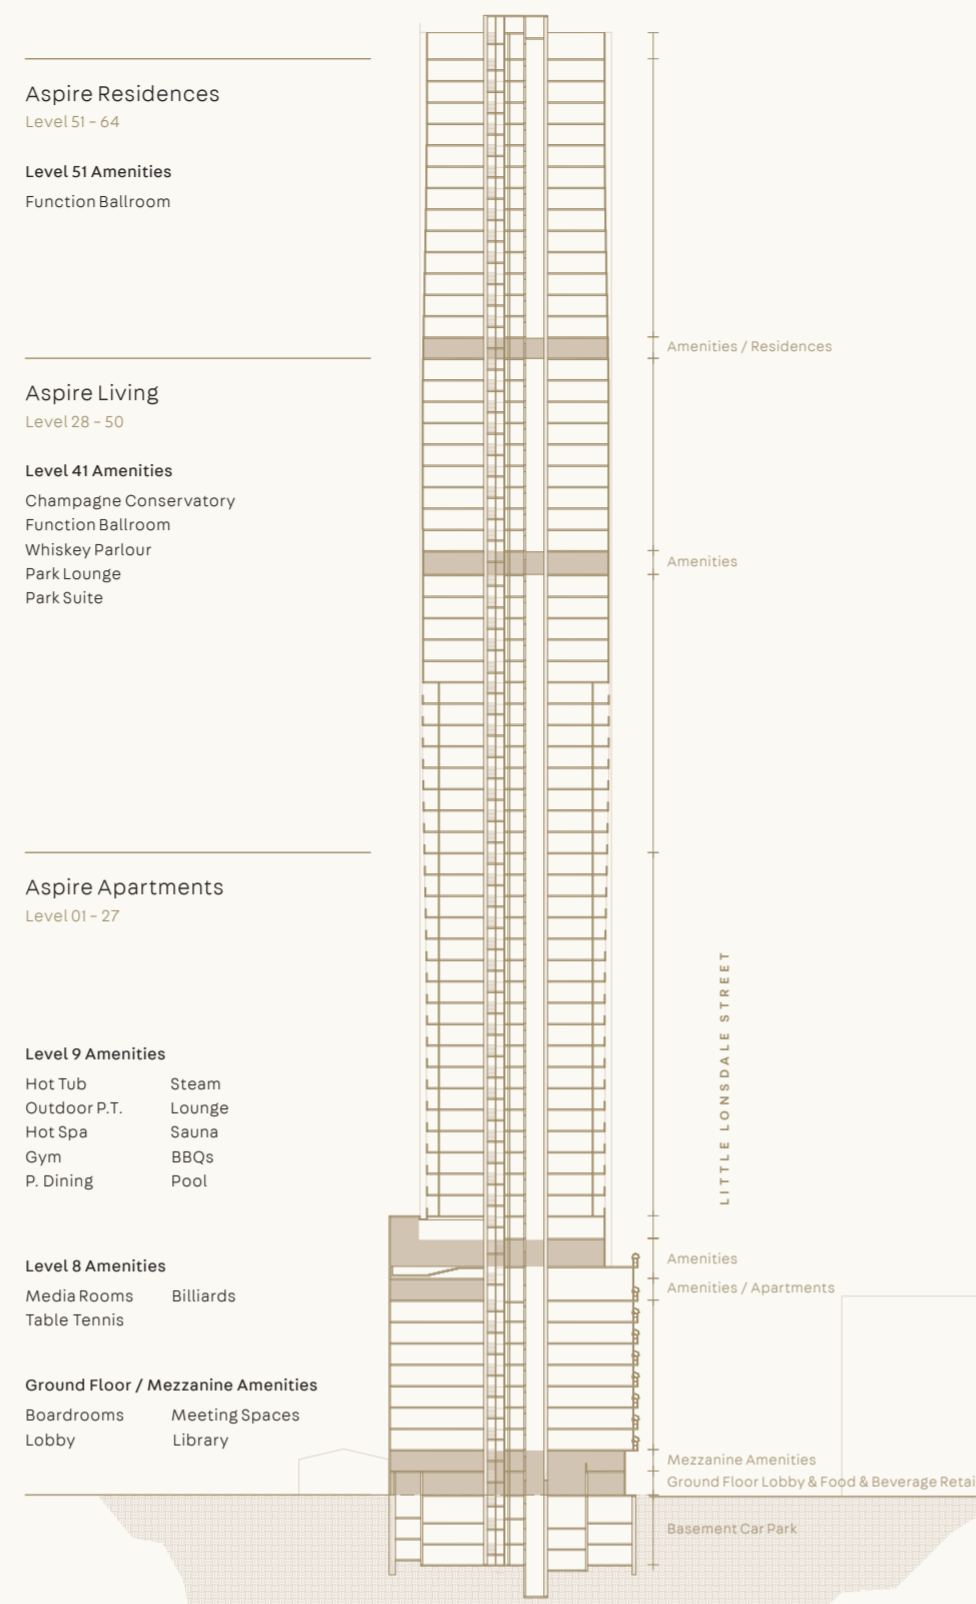 Aspire Residences
Level 51 – 64
Level 51 Amenities
Function Ballroom
Amenities / Residences
Aspire Living
Level 28 – 50
Level 41 Amenities
Champagne Conservatory
Function Ballroom
Whiskey Parlour
Park Lounge
Park Suite
Amenities
Aspire Apartments
Level 01 – 27
LITTLE LONSDALE STREET
Level 9 Amenities
Hot Tub Steam
Outdoor P.T. Lounge
Hot Spa Sauna
Gym BBQs
P. Dining Pool
Amenities
Level 8 Amenities
Media Rooms Billiards
Table Tennis
Amenities / Apartments
Ground Floor / Mezzanine Amenities
Boardrooms Meeting Spaces
Lobby Library
Mezzanine Amenities
Ground Floor Lobby & Food & Beverage Retai
Basement Car Park